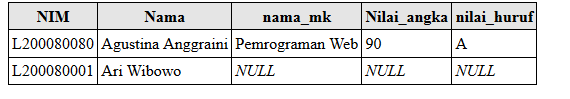 NIM Nama nama_mk Nilai_angka nilai_huruf
L200080080 Agustina Anggraini Pemrograman Web 90 A
L200080001 Ari Wibowo NULL NULL NULL